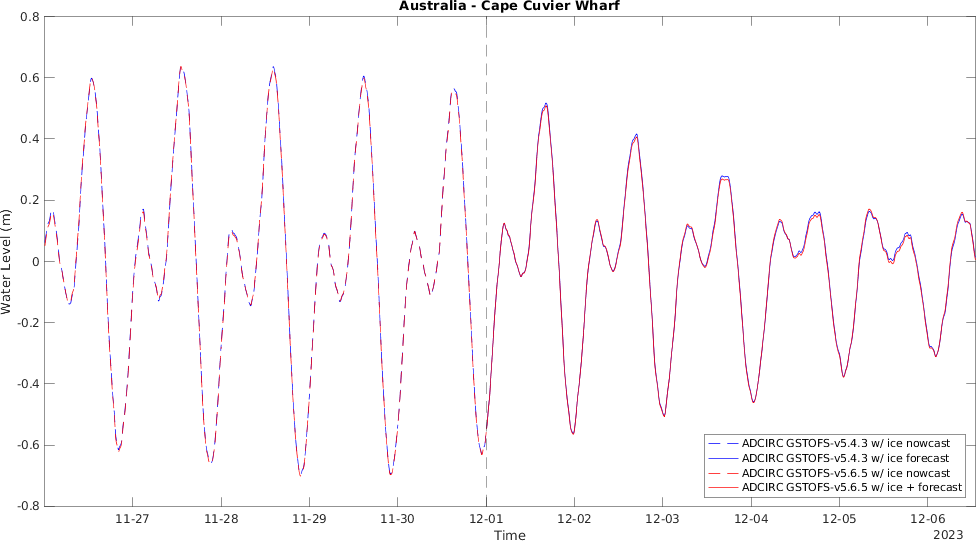 Australia - Cape Cuvier Wharf
0.8
0.6
0.4
0.2
0
-0.2
-0.4
-0.6
-0.8
Water Level (m)
ADCIRC GSTOFS-v5.4.3 w/ ice nowcast
ADCIRC GSTOFS-v5.4.3 w/ ice forecast
ADCIRC GSTOFS-v5.6.5 w/ ice nowcast
ADCIRC GSTOFS-v5.6.5 w/ ice + forecast
11-27 11-28 11-29 11-30 12-01 12-02 12-03 12-04 12-05 12-06
Time
2023